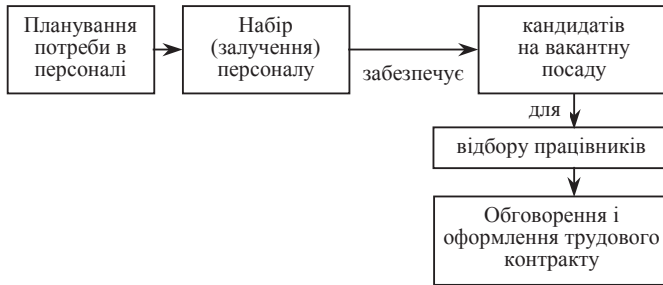 Планування
потреби в
персоналі
Набір
(залучення)
персоналу
забезпечує
кандидатів
на вакантну
посаду
для
відбору працівників
Обговорення і
оформлення трудового
контракту